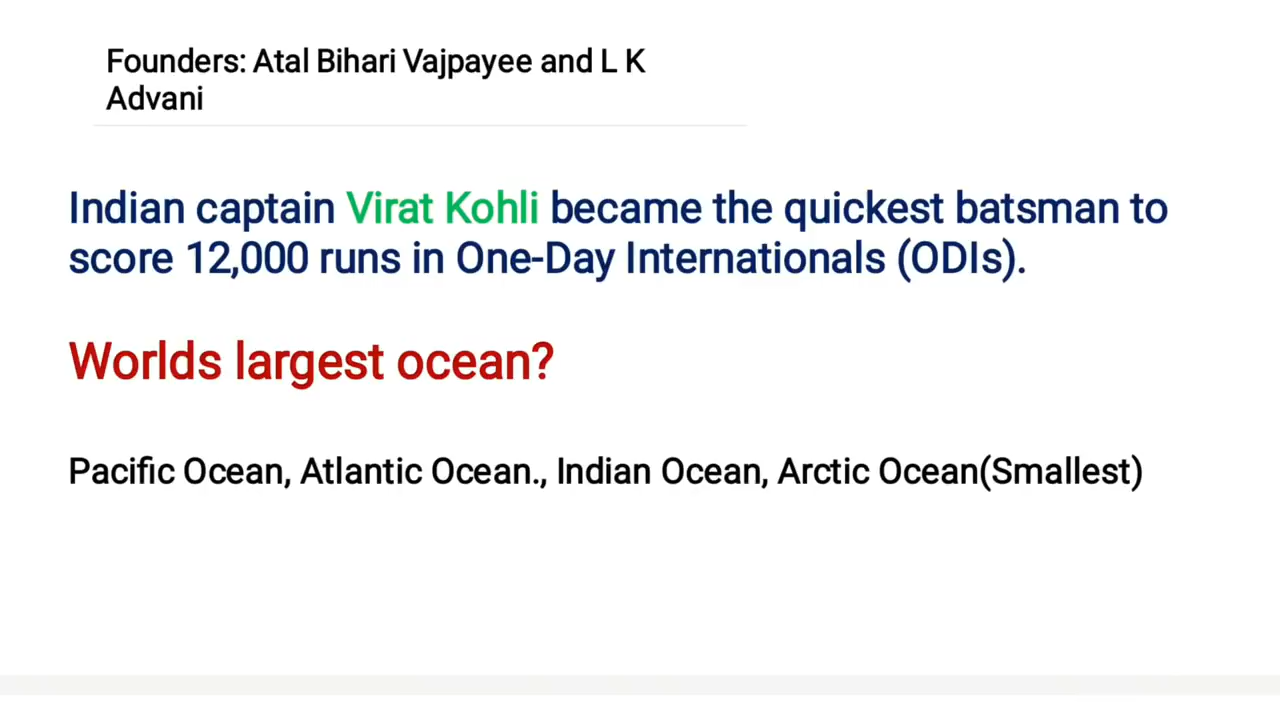 Founders: Atal Bihari Vajpayee and L K
Advani
Indian captain Virat Kohli became the quickest batsman to
score 12,000 runs in One-Day Internationals (ODIs).
Worlds largest ocean?
Pacific Ocean, Atlantic Ocean., Indian Ocean, Arctic Ocean(Smallest)